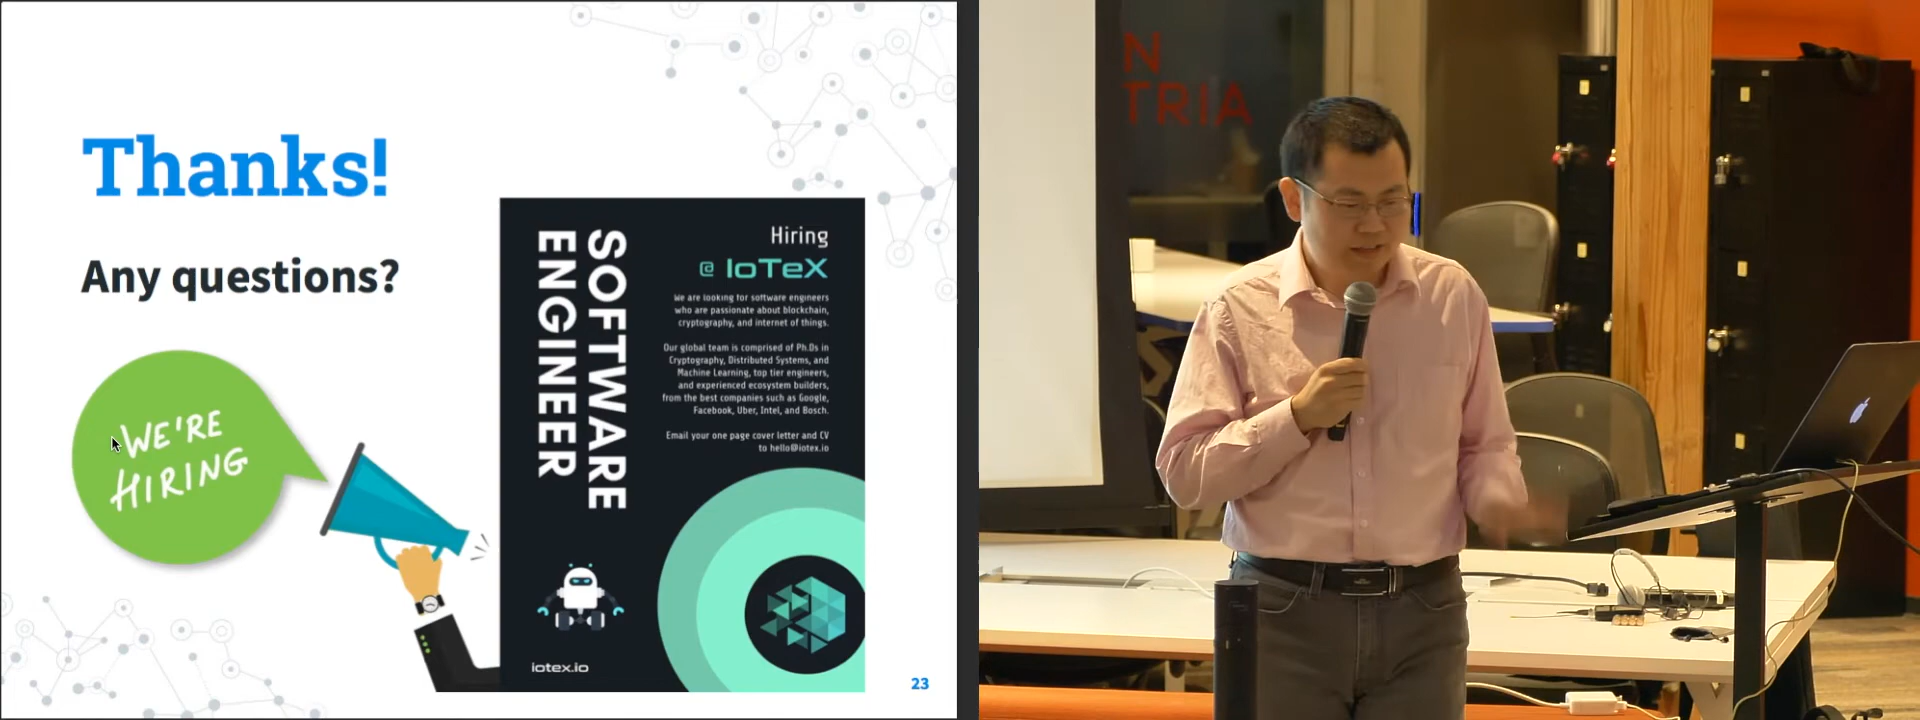 Thanks!
Any questions?
WE'RE
HIRING
SOFTWARE
ENGINEER
Hiring
@ IoTeX
We are looking for software engineers
who are passionate about blockchain,
cryptography, and internet of things.
Our global team is comprised of Ph.Ds in
Cryptography, Distributed Systems, and
Machine Learning, top tier engineers,
and experienced ecosystem builders,
from the best companies such as Google,
Facebook, Uber, Intel, and Bosch.
Email your one page cover letter and CV
to hello@iotex.io
iotex.io
23
N
TRIA